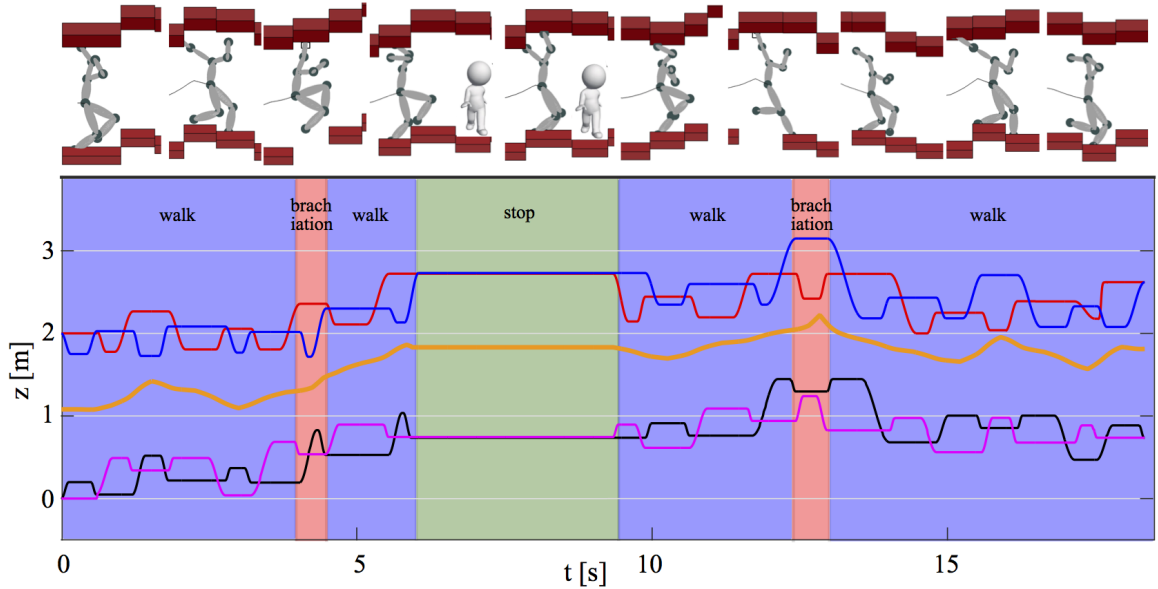 walk
brach
iation
walk
stop
walk
brach
iation
walk
3
2
1
0
z [m]
0
5
10
15
t [s]